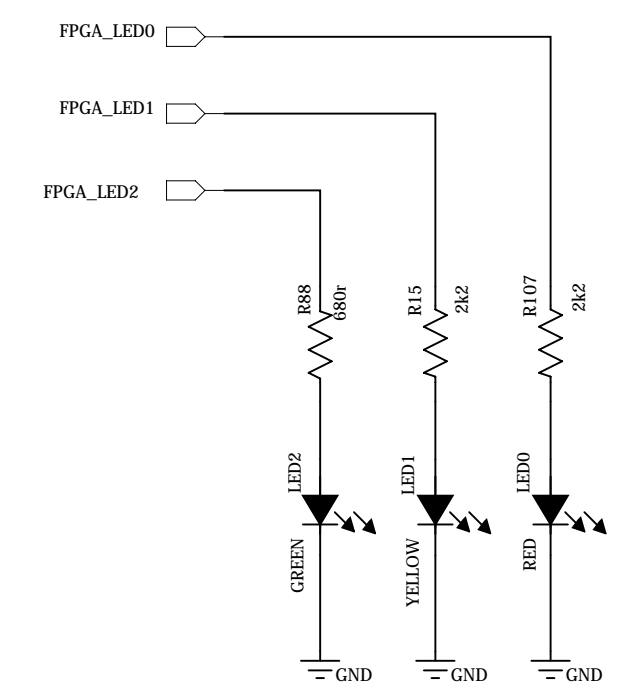 FPGA_LED0
FPGA_LED1
FPGA_LED2
R88
680r
R15
2k2
R107
2k2
LED2
LED1
LED0
GREEN
YELLOW
RED
GND
GND
GND